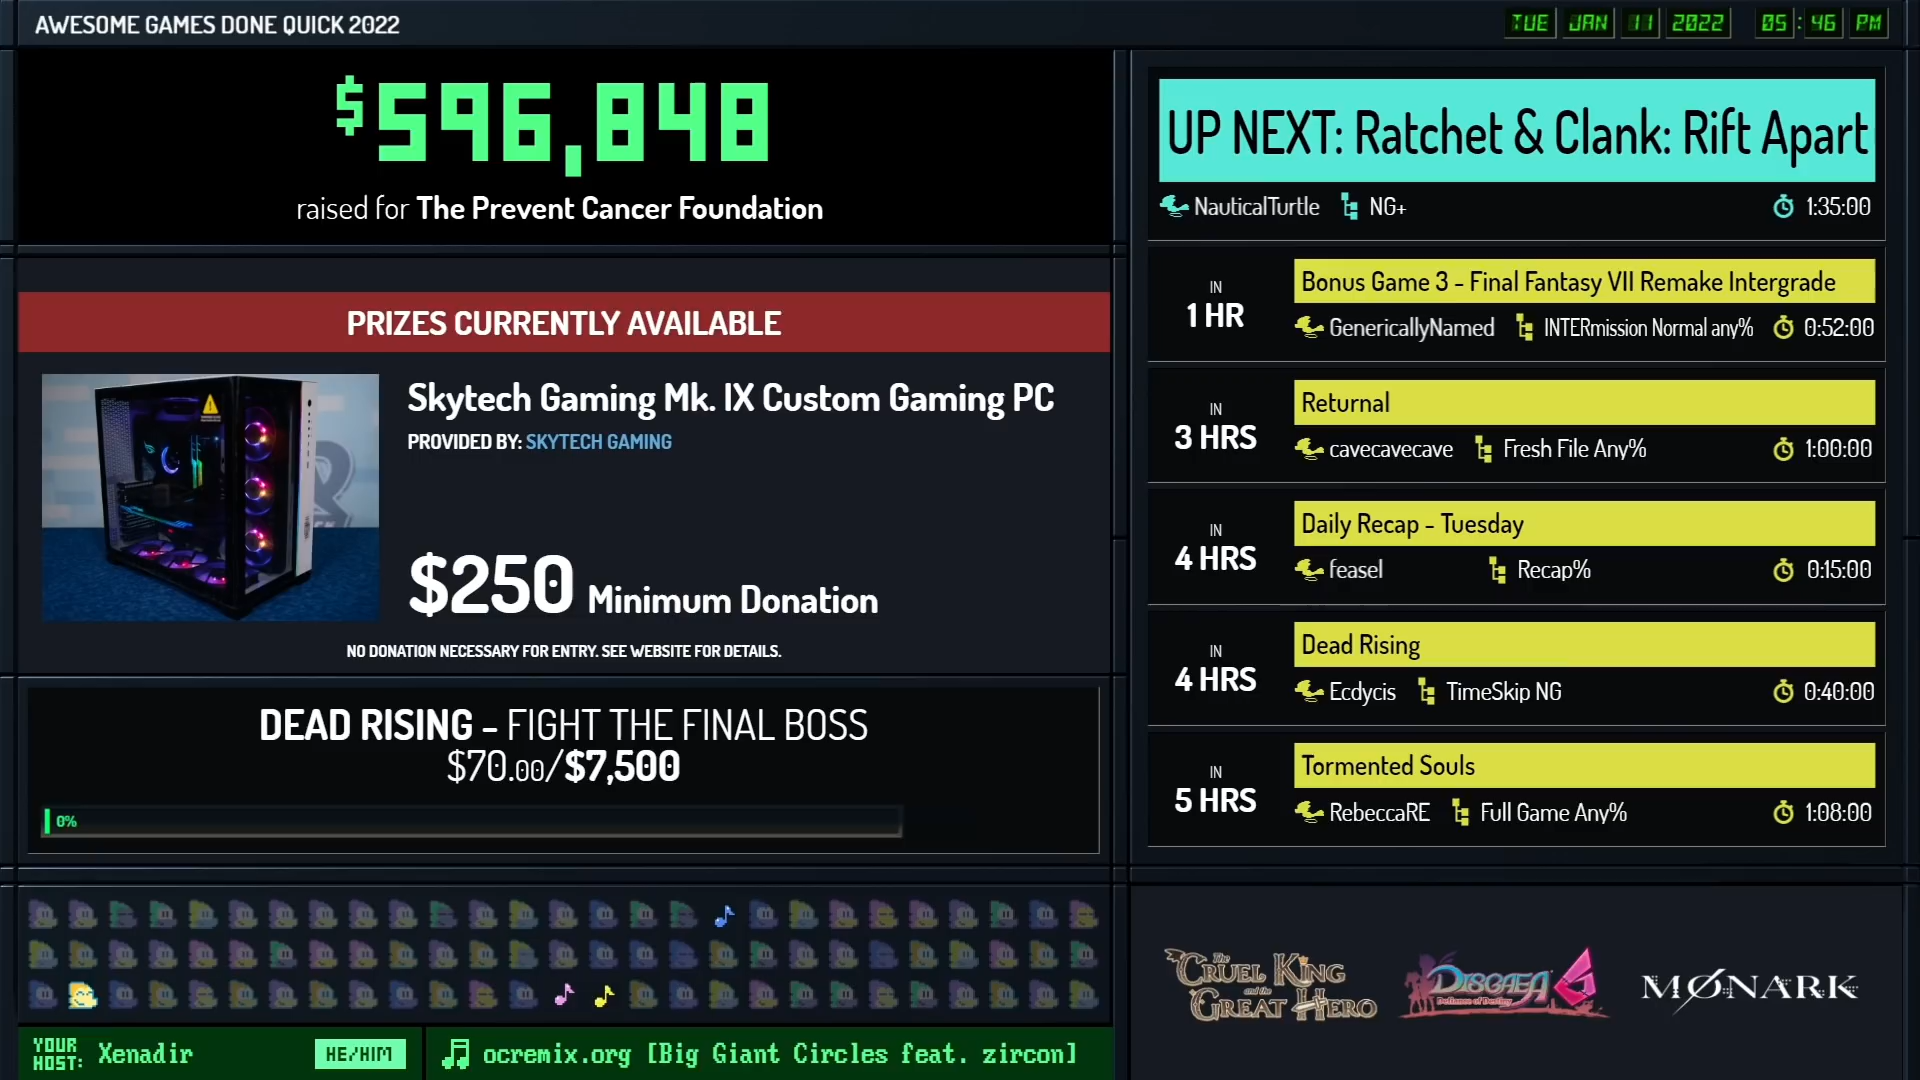 AWESOME GAMES DONE QUICK 2022
TUE JAN 11 2022 05:46 PM
$596,848
raised for The Prevent Cancer Foundation
PRIZES CURRENTLY AVAILABLE
Skytech Gaming Mk. IX Custom Gaming PC
PROVIDED BY: SKYTECH GAMING
$250 Minimum Donation
NO DONATION NECESSARY FOR ENTRY. SEE WEBSITE FOR DETAILS.
DEAD RISING - FIGHT THE FINAL BOSS
$70.00/$7,500
0%
YOUR HOST: Xenadir HE/HIM
ocremix.org [Big Giant Circles feat. zircon]
UP NEXT: Ratchet & Clank: Rift Apart
NauticalTurtle NG+ 1:35:00
IN 1 HR
Bonus Game 3 - Final Fantasy VII Remake Intergrade
GenericallyNamed INTERmission Normal any% 0:52:00
IN 3 HRS
Returnal
cavecavecave Fresh File Any% 1:00:00
IN 4 HRS
Daily Recap - Tuesday
feasel Recap% 0:15:00
IN 4 HRS
Dead Rising
Ecdycis TimeSkip NG 0:40:00
IN 5 HRS
Tormented Souls
RebeccaRE Full Game Any% 1:08:00
The Cruel King and the Great Hero
DISGAEA 6
Defiance of Destiny
MONARK